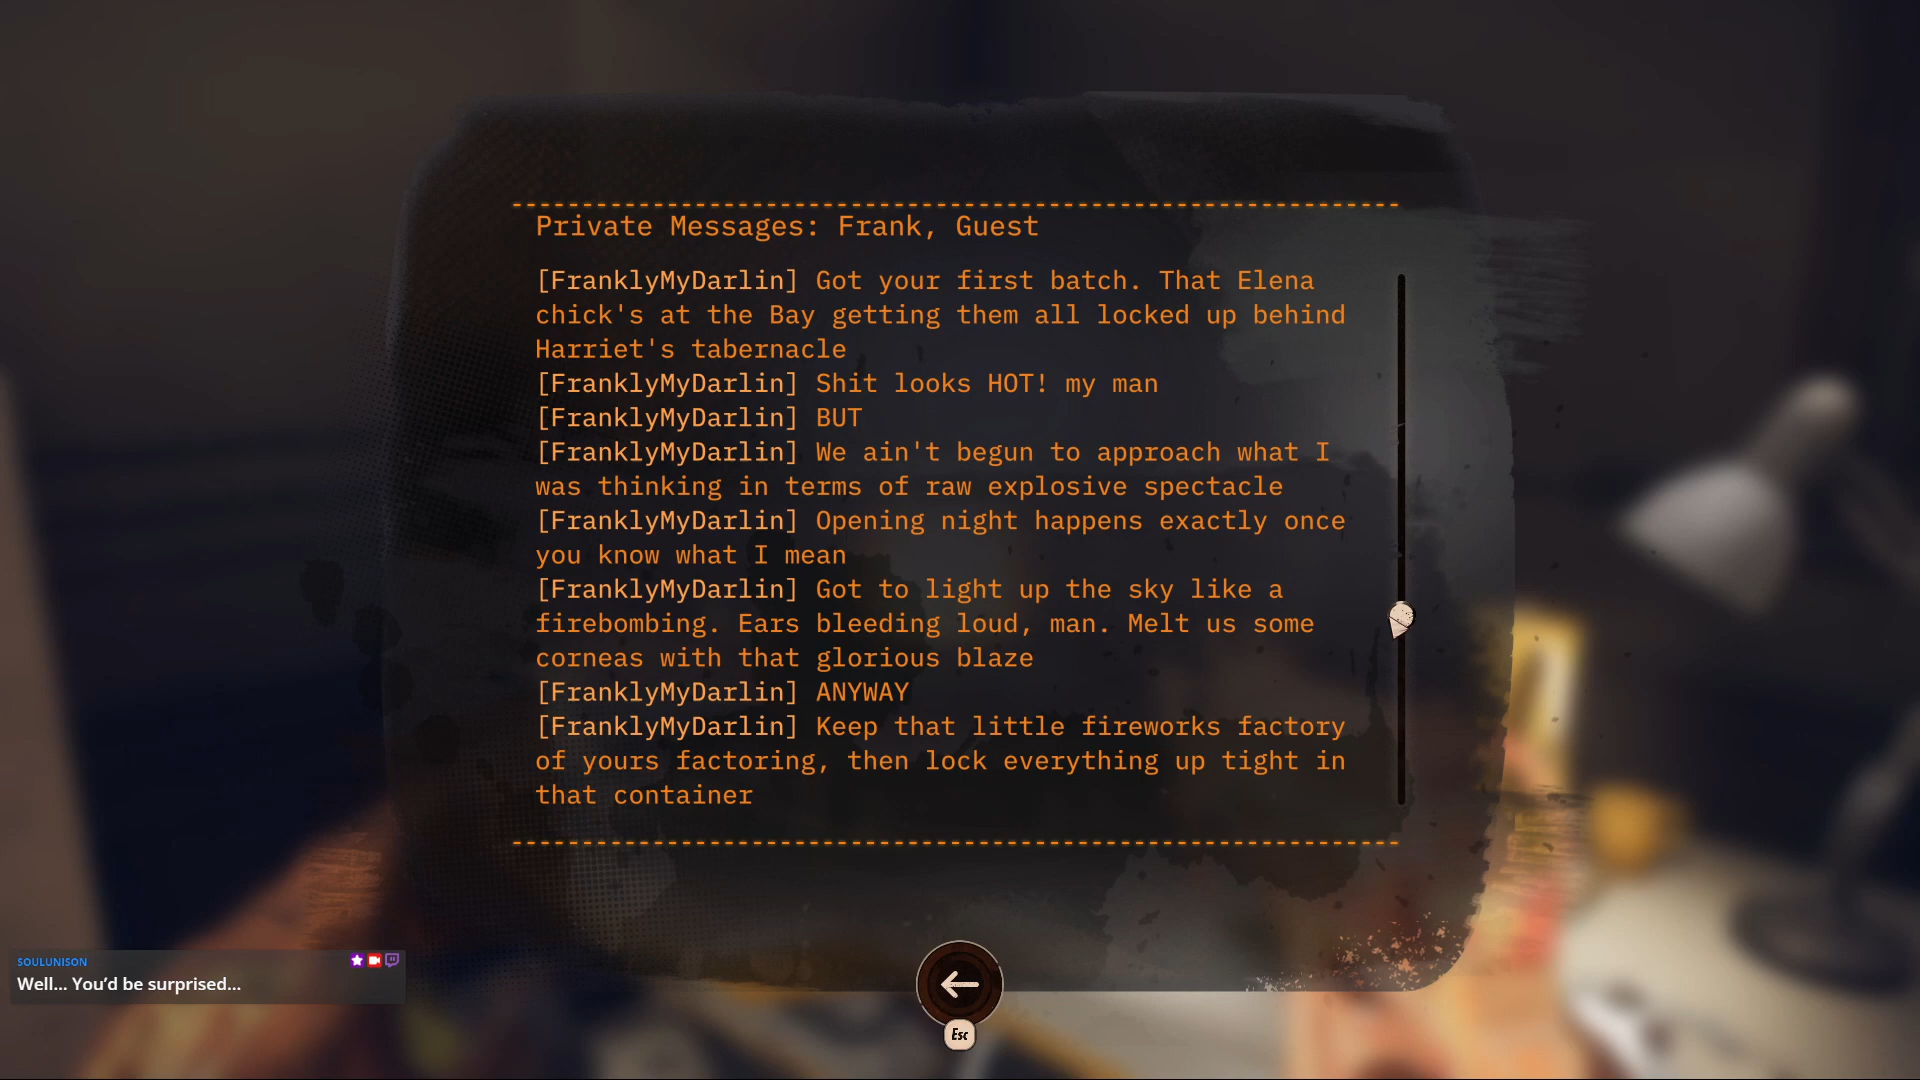 Private Messages: Frank, Guest
[FranklyMyDarlin] Got your first batch. That Elena
chick's at the Bay getting them all locked up behind
Harriet's tabernacle
[FranklyMyDarlin] Shit looks HOT! my man
[FranklyMyDarlin] BUT
[FranklyMyDarlin] We ain't begun to approach what I
was thinking in terms of raw explosive spectacle
[FranklyMyDarlin] Opening night happens exactly once
you know what I mean
[FranklyMyDarlin] Got to light up the sky like a
firebombing. Ears bleeding loud, man. Melt us some
corneas with that glorious blaze
[FranklyMyDarlin] ANYWAY
[FranklyMyDarlin] Keep that little fireworks factory
of yours factoring, then lock everything up tight in
that container
SOULUNISON
Well... You’d be surprised...
Esc